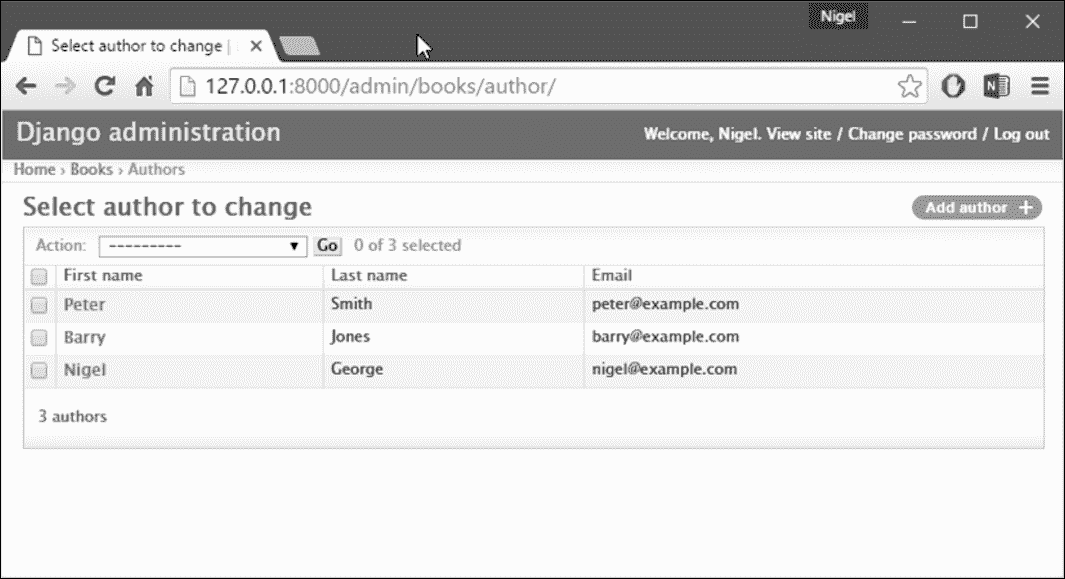 Nigel
Select author to change |
127.0.0.1:8000/admin/books/author/
N
Django administration
Welcome, Nigel. View site / Change password / Log out
Home › Books › Authors
Select author to change
Add author +
Action: --------- Go 0 of 3 selected
First name Last name Email
Peter Smith peter@example.com
Barry Jones barry@example.com
Nigel George nigel@example.com
3 authors